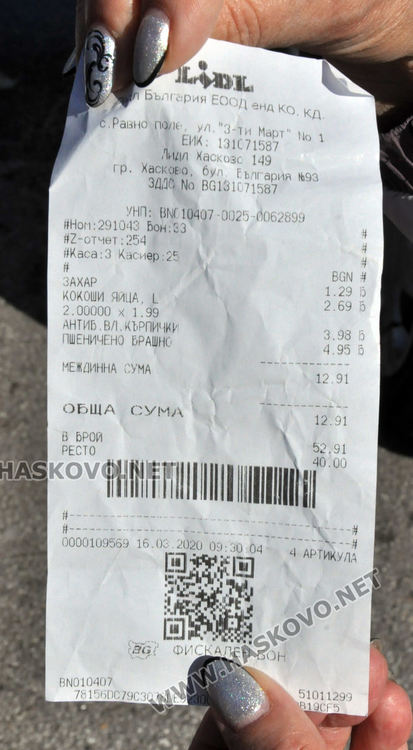 LIDL
България ЕООД енд КО. КД.
с.Равно поле, ул."3-ти Март" No 1
ЕИК: 131071587
Лидл Хасково 149
гр. Хасково, бул. България №93
ЗДДС No BG131071587
УНП: BN010407-0025-0062899
#Ном:291043 Бон:33 #
#Z-отчет:254 #
#Каса:3 Касиер:25 #
# BGN #
ЗАХАР 1.29 Б
КОКОШИ ЯЙЦА, L 2.69 Б
2.00000 x 1.99
АНТИБ.ВЛ.КЪРПИЧКИ 3.98 Б
ПШЕНИЧЕНО БРАШНО 4.95 Б
МЕЖДИННА СУМА 12.91
ОБЩА СУМА 12.91
В БРОЙ 52.91
РЕСТО 40.00
HASKOVO.NET
0000109569 16.03.2020 09:30:04 4 АРТИКУЛА
BG ФИСКАЛЕН БОН
WWW.HASKOVO.NET
BN010407 51011299